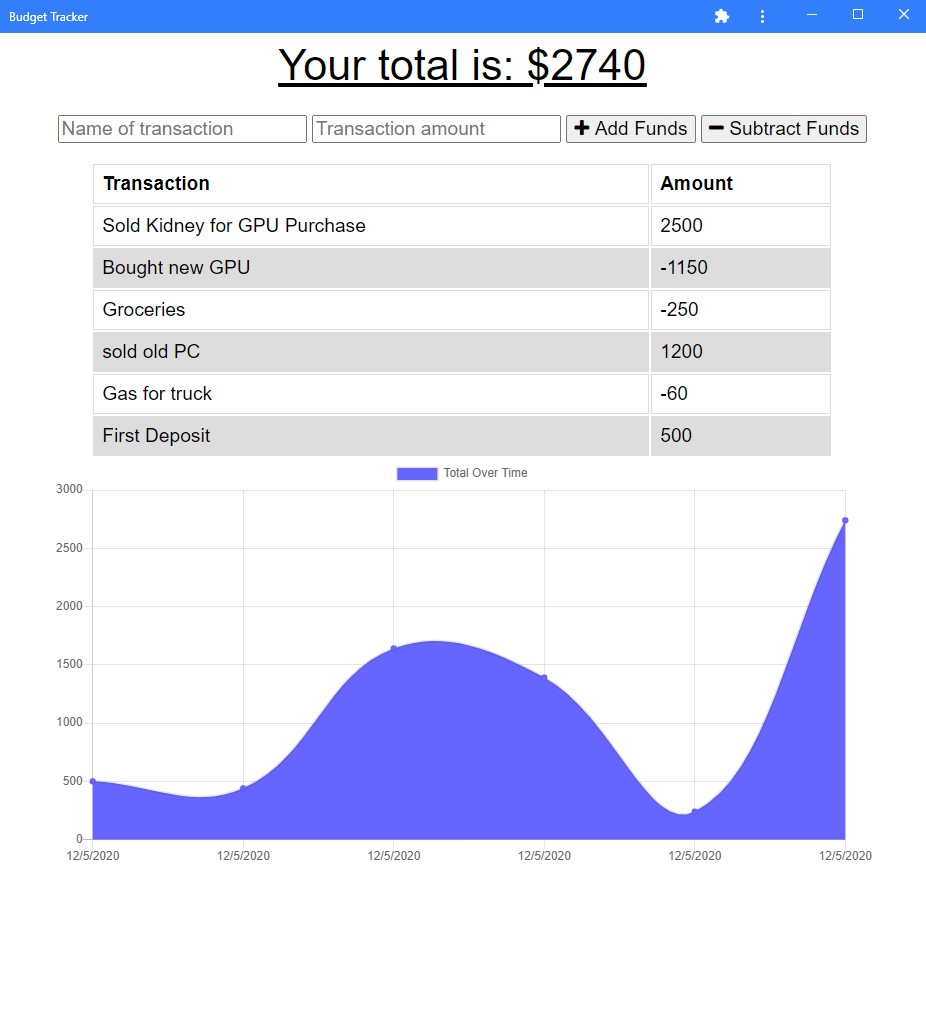 Budget Tracker
Your total is: $2740
Name of transaction Transaction amount Add Funds Subtract Funds
Transaction Amount
Sold Kidney for GPU Purchase 2500
Bought new GPU -1150
Groceries -250
sold old PC 1200
Gas for truck -60
First Deposit 500
Total Over Time
3000
2500
2000
1500
1000
500
0
12/5/2020 12/5/2020 12/5/2020 12/5/2020 12/5/2020 12/5/2020